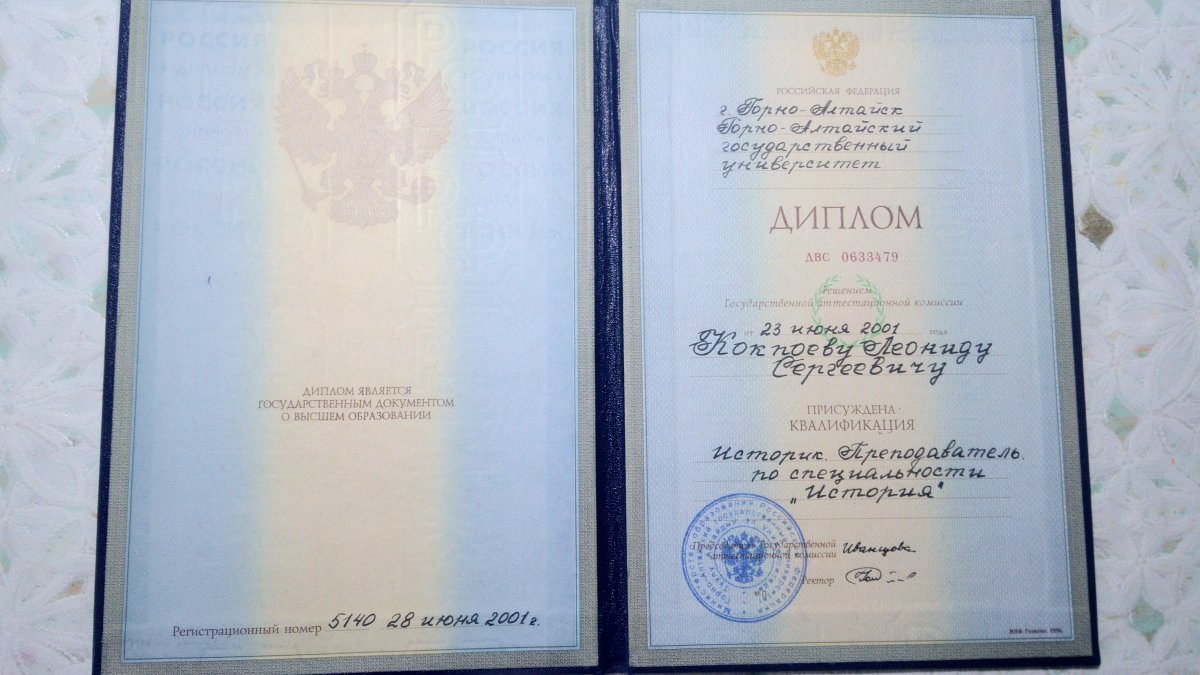 ДИПЛОМ ЯВЛЯЕТСЯ
ГОСУДАРСТВЕННЫМ ДОКУМЕНТОМ
О ВЫСШЕМ ОБРАЗОВАНИИ
Регистрационный номер 5140 28 июня 2001 г.
РОССИЙСКАЯ ФЕДЕРАЦИЯ
г. Горно-Алтайск
Горно-Алтайский
государственный
университет
ДИПЛОМ
ДВС 0633479
Решением
Государственной аттестационной комиссии
от 23 июня 2001 года
Кокпоеву Леониду
Сергеевичу
ПРИСУЖДЕНА
КВАЛИФИКАЦИЯ
Историк. Преподаватель.
по специальности
„История"
Председатель Государственной
аттестационной комиссии
Ректор
М.П.